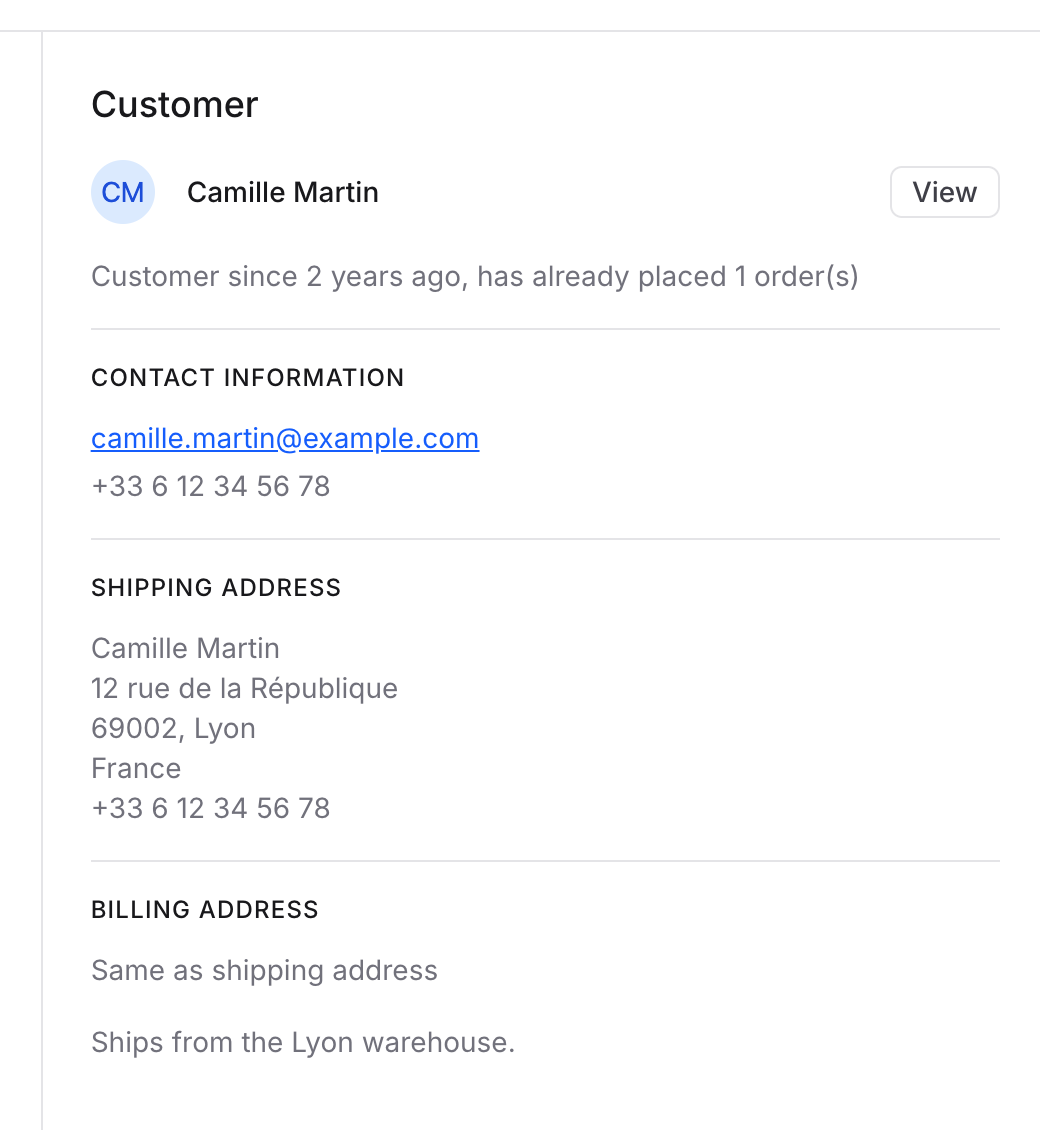 Customer
CM
Camille Martin
View
Customer since 2 years ago, has already placed 1 order(s)
CONTACT INFORMATION
camille.martin@example.com
+33 6 12 34 56 78
SHIPPING ADDRESS
Camille Martin
12 rue de la République
69002, Lyon
France
+33 6 12 34 56 78
BILLING ADDRESS
Same as shipping address
Ships from the Lyon warehouse.